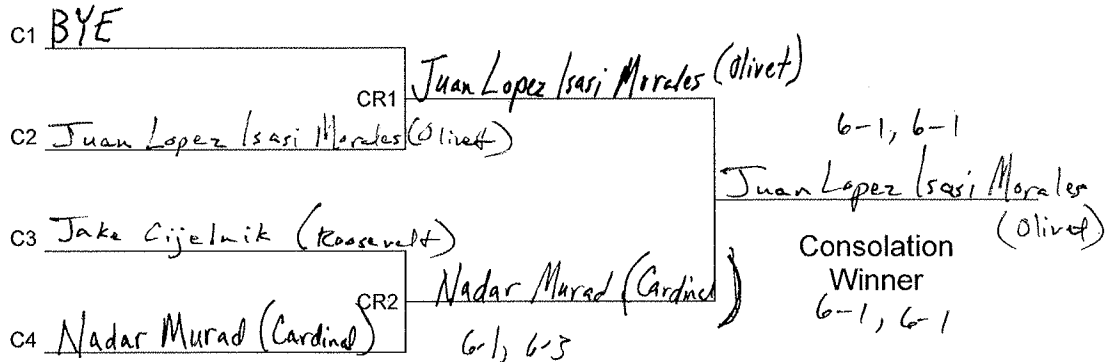 C1 BYE
CR1 Juan Lopez Isasi Morales (Olivet)
C2 Juan Lopez Isasi Morales (Olivet)
6-1, 6-1
Juan Lopez Isasi Morales
(Olivet)
C3 Jake Cijelnik (Roosevelt)
Consolation
Winner
6-1, 6-1
CR2 Nadar Murad (Cardinal)
C4 Nadar Murad (Cardinal)
6-1, 6-3